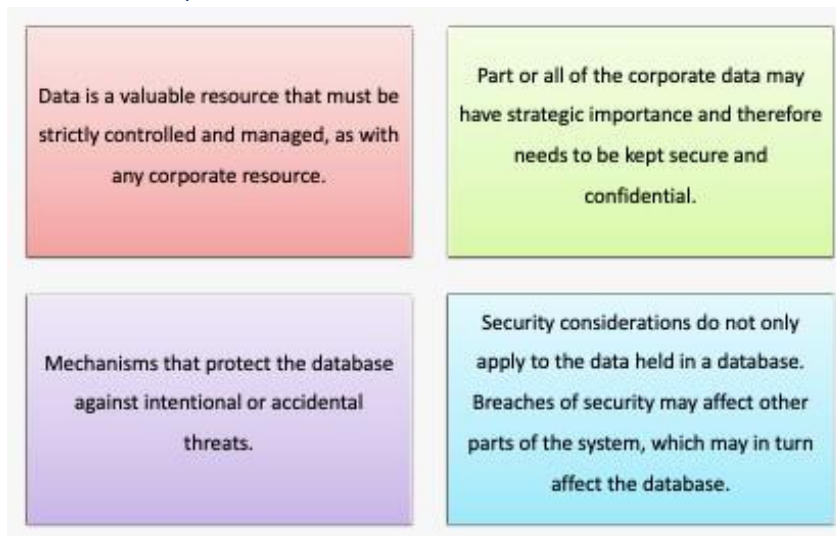 Data is a valuable resource that must be
strictly controlled and managed, as with
any corporate resource.
Part or all of the corporate data may
have strategic importance and therefore
needs to be kept secure and
confidential.
Mechanisms that protect the database
against intentional or accidental
threats.
Security considerations do not only
apply to the data held in a database.
Breaches of security may affect other
parts of the system, which may in turn
affect the database.